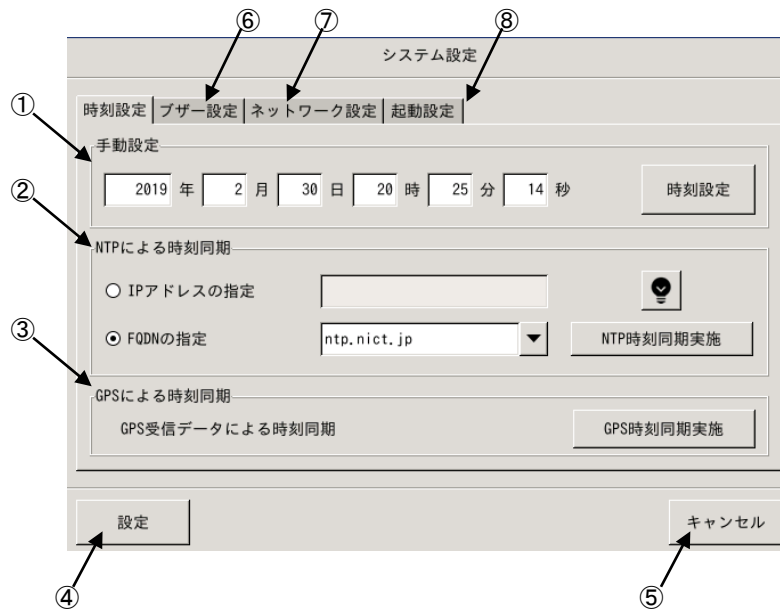 ⑥ ⑦ ⑧
システム設定
① 時刻設定 ブザー設定 ネットワーク設定 起動設定
手動設定
2019 年 2 月 30 日 20 時 25 分 14 秒 時刻設定
②
NTPによる時刻同期
IPアドレスの指定
FQDNの指定 ntp.nict.jp NTP時刻同期実施
③
GPSによる時刻同期
GPS受信データによる時刻同期 GPS時刻同期実施
設定 キャンセル
④ ⑤